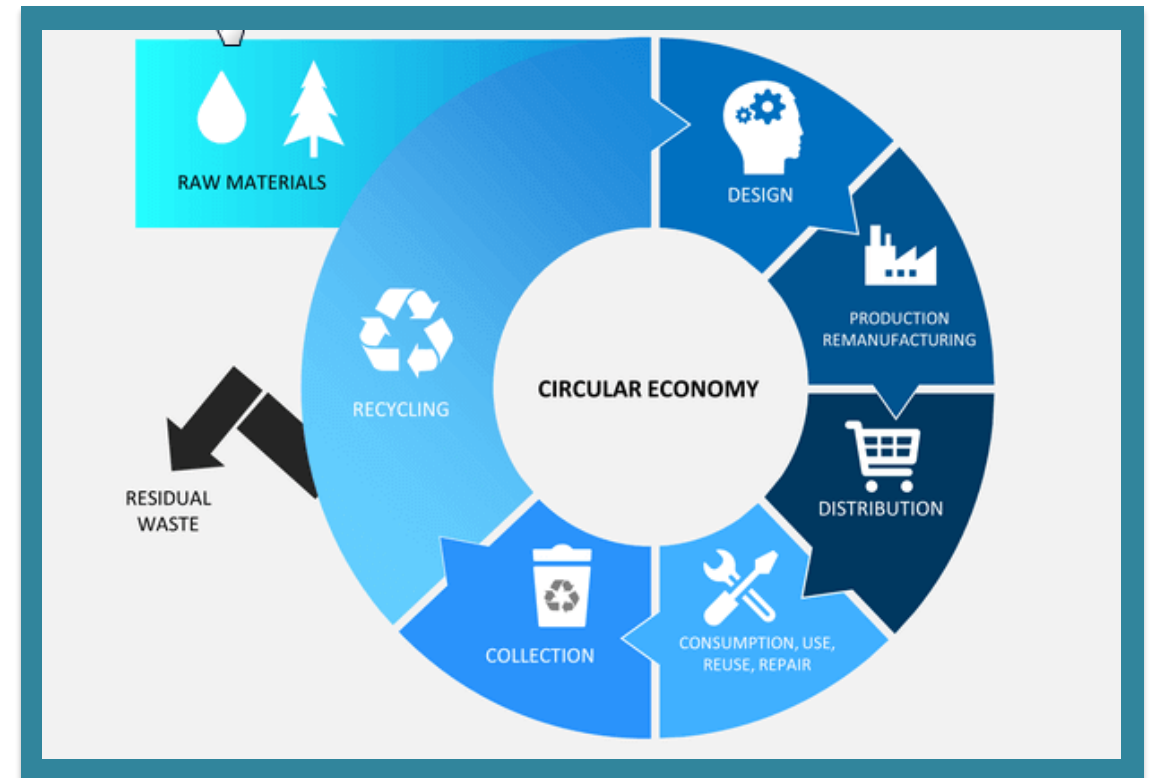 RAW MATERIALS
DESIGN
PRODUCTION
REMANUFACTURING
CIRCULAR ECONOMY
RECYCLING
RESIDUAL
WASTE
DISTRIBUTION
CONSUMPTION, USE,
REUSE, REPAIR
COLLECTION